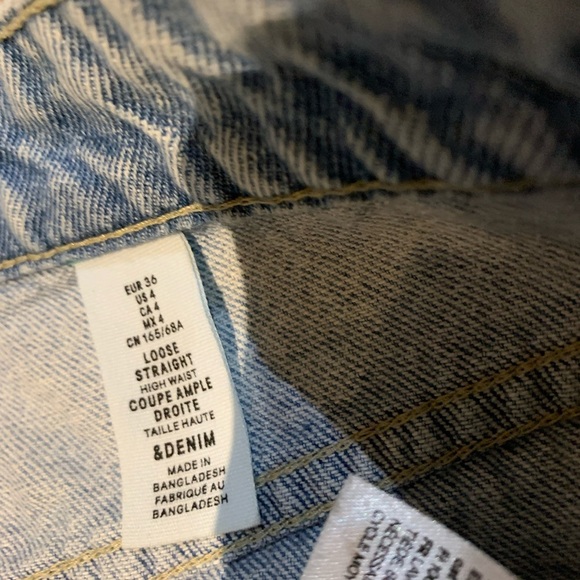 EUR 36
US 4
CA 4
MX 4
CN 165/68A
LOOSE
STRAIGHT
HIGH WAIST
COUPE AMPLE
DROITE
TAILLE HAUTE
&DENIM
MADE IN
BANGLADESH
FABRIQUÉ AU
BANGLADESH